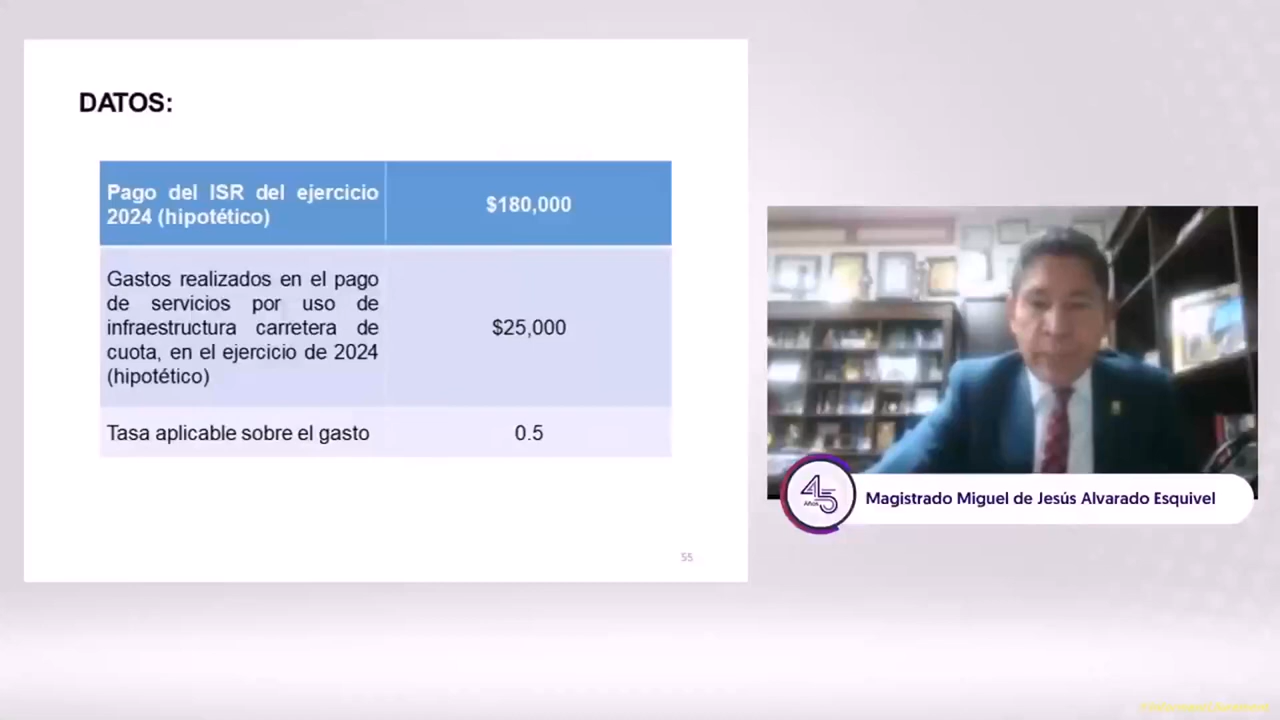 DATOS:
Pago del ISR del ejercicio
2024 (hipotético)
$180,000
Gastos realizados en el pago
de servicios por uso de
infraestructura carretera de
cuota, en el ejercicio de 2024
(hipotético)
$25,000
Tasa aplicable sobre el gasto
0.5
55
45
Años
Magistrado Miguel de Jesús Alvarado Esquivel